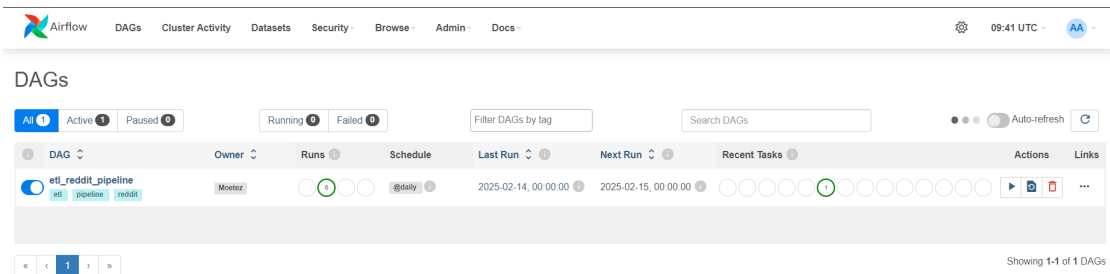 Airflow DAGs Cluster Activity Datasets Security Browse Admin Docs 09:41 UTC AA
DAGs
All 1 Active 1 Paused 0 Running 0 Failed 0 Filter DAGs by tag Search DAGs Auto-refresh
DAG Owner Runs Schedule Last Run Next Run Recent Tasks Actions Links
etl_reddit_pipeline Moetez 6 @daily 2025-02-14, 00:00:00 2025-02-15, 00:00:00 1
etl pipeline reddit
« ‹ 1 › » Showing 1-1 of 1 DAGs